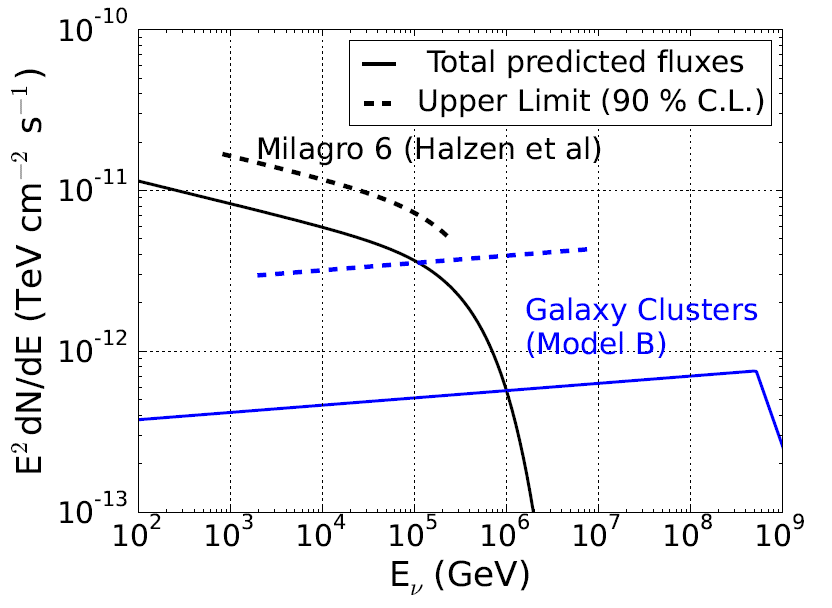 10^-10
10^-11
10^-12
10^-13
E^2 dN/dE (TeV cm^−2 s^−1)
Total predicted fluxes
Upper Limit (90 % C.L.)
Milagro 6 (Halzen et al)
Galaxy Clusters
(Model B)
10^2 10^3 10^4 10^5 10^6 10^7 10^8 10^9
E_ν (GeV)